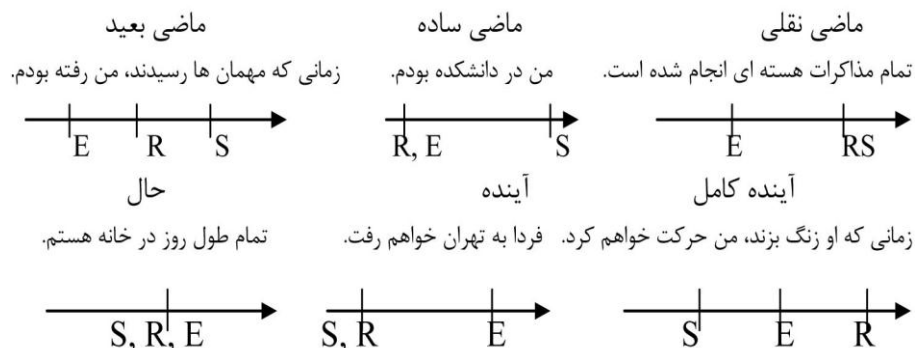 ماضی نقلی ماضی ساده ماضی بعید
تمام مذاکرات هسته ای انجام شده است. من در دانشکده بودم. زمانی که مهمان ها رسیدند، من رفته بودم.
E R S R, E S E RS
آینده کامل آینده حال
زمانی که او زنگ بزند، من حرکت خواهم کرد. فردا به تهران خواهم رفت. تمام طول روز در خانه هستم.
S, R, E S, R E S E R